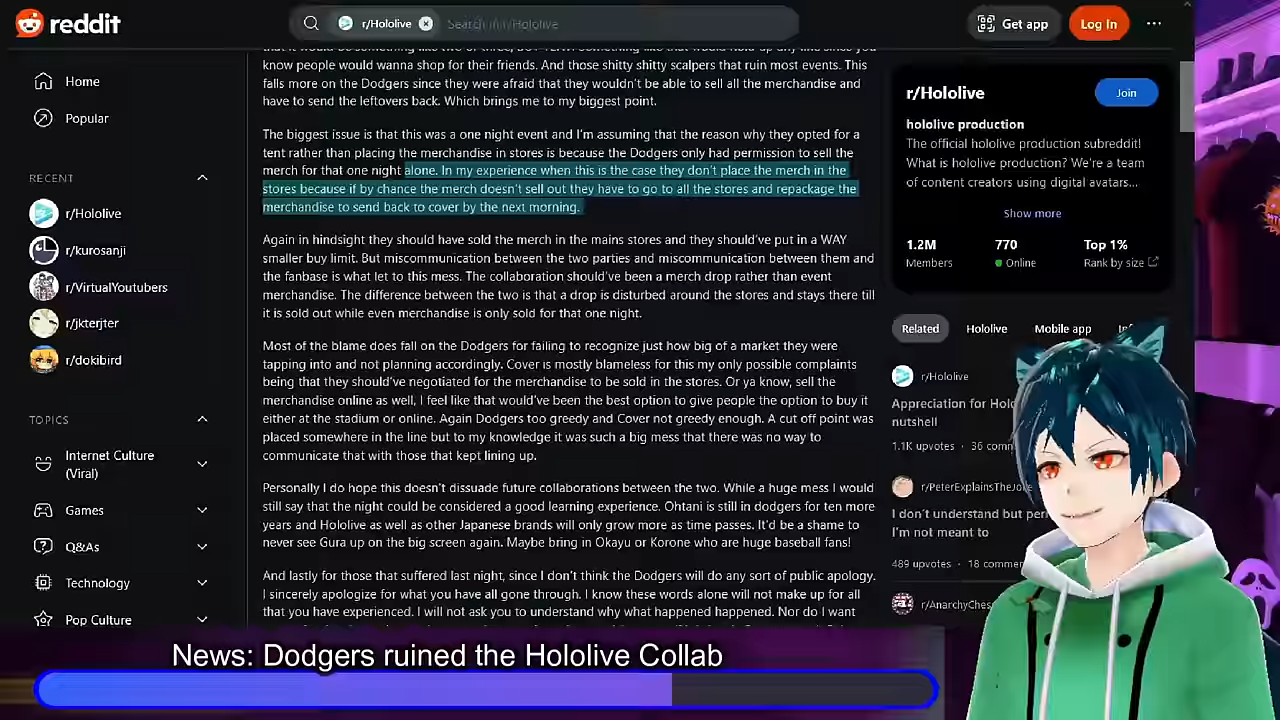 reddit
r/Hololive
Search in r/Hololive
Get app
Log In
Home
Popular
RECENT
r/Hololive
r/kurosanji
r/VirtualYoutubers
r/jkterjter
r/dokibird
TOPICS
Internet Culture
(Viral)
Games
Q&As
Technology
Pop Culture
know people would wanna shop for their friends. And those shitty shitty scalpers that ruin most events. This
falls more on the Dodgers since they were afraid that they wouldn't be able to sell all the merchandise and
have to send the leftovers back. Which brings me to my biggest point.
The biggest issue is that this was a one night event and I'm assuming that the reason why they opted for a
tent rather than placing the merchandise in stores is because the Dodgers only had permission to sell the
merch for that one night alone. In my experience when this is the case they don't place the merch in the
stores because if by chance the merch doesn't sell out they have to go to all the stores and repackage the
merchandise to send back to cover by the next morning.
Again in hindsight they should have sold the merch in the mains stores and they should've put in a WAY
smaller buy limit. But miscommunication between the two parties and miscommunication between them and
the fanbase is what let to this mess. The collaboration should've been a merch drop rather than event
merchandise. The difference between the two is that a drop is disturbed around the stores and stays there till
it is sold out while even merchandise is only sold for that one night.
Most of the blame does fall on the Dodgers for failing to recognize just how big of a market they were
tapping into and not planning accordingly. Cover is mostly blameless for this my only possible complaints
being that they should've negotiated for the merchandise to be sold in the stores. Or ya know, sell the
merchandise online as well, I feel like that would've been the best option to give people the option to buy it
either at the stadium or online. Again Dodgers too greedy and Cover not greedy enough. A cut off point was
placed somewhere in the line but to my knowledge it was such a big mess that there was no way to
communicate that with those that kept lining up.
Personally I do hope this doesn't dissuade future collaborations between the two. While a huge mess I would
still say that the night could be considered a good learning experience. Ohtani is still in dodgers for ten more
years and Hololive as well as other Japanese brands will only grow more as time passes. It'd be a shame to
never see Gura up on the big screen again. Maybe bring in Okayu or Korone who are huge baseball fans!
And lastly for those that suffered last night, since I don't think the Dodgers will do any sort of public apology.
I sincerely apologize for what you have all gone through. I know these words alone will not make up for all
that you have experienced. I will not ask you to understand why what happened happened. Nor do I want
r/Hololive
Join
hololive production
The official hololive production subreddit!
What is hololive production? We're a team
of content creators using digital avatars...
Show more
1.2M
770
Top 1%
Members
Online
Rank by size
Related
Hololive
Mobile app
r/Hololive
Appreciation for
nutshell
1.1K upvotes · 36
r/PeterExplainsTheJoke
I don't understand but
I'm not meant to
489 upvotes · 18
News: Dodgers ruined the Hololive Collab